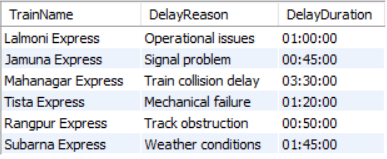 TrainName DelayReason DelayDuration
Lalmoni Express Operational issues 01:00:00
Jamuna Express Signal problem 00:45:00
Mahanagar Express Train collision delay 03:30:00
Tista Express Mechanical failure 01:20:00
Rangpur Express Track obstruction 00:50:00
Subarna Express Weather conditions 01:45:00